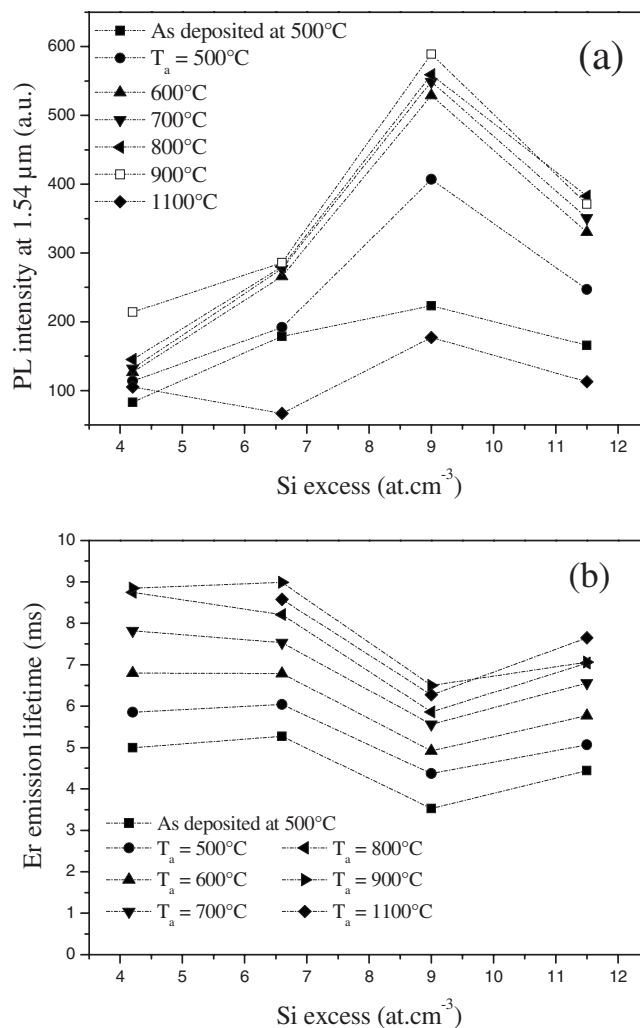 (a)
As deposited at 500°C
T_a = 500°C
600°C
700°C
800°C
900°C
1100°C
600
500
400
300
200
100
PL intensity at 1.54 µm (a.u.)
4 5 6 7 8 9 10 11 12
Si excess (at.cm^-3)
(b)
10
9
8
7
6
5
4
3
2
1
0
Er emission lifetime (ms)
As deposited at 500°C
T_a = 500°C T_a = 800°C
T_a = 600°C T_a = 900°C
T_a = 700°C T_a = 1100°C
4 5 6 7 8 9 10 11 12
Si excess (at.cm^-3)